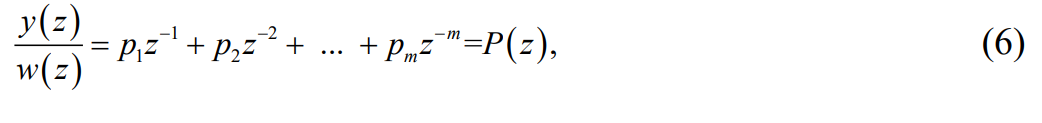 y(z)/w(z) = p₁z⁻¹ + p₂z⁻² + ... + pₘz⁻ᵐ=P(z), (6)